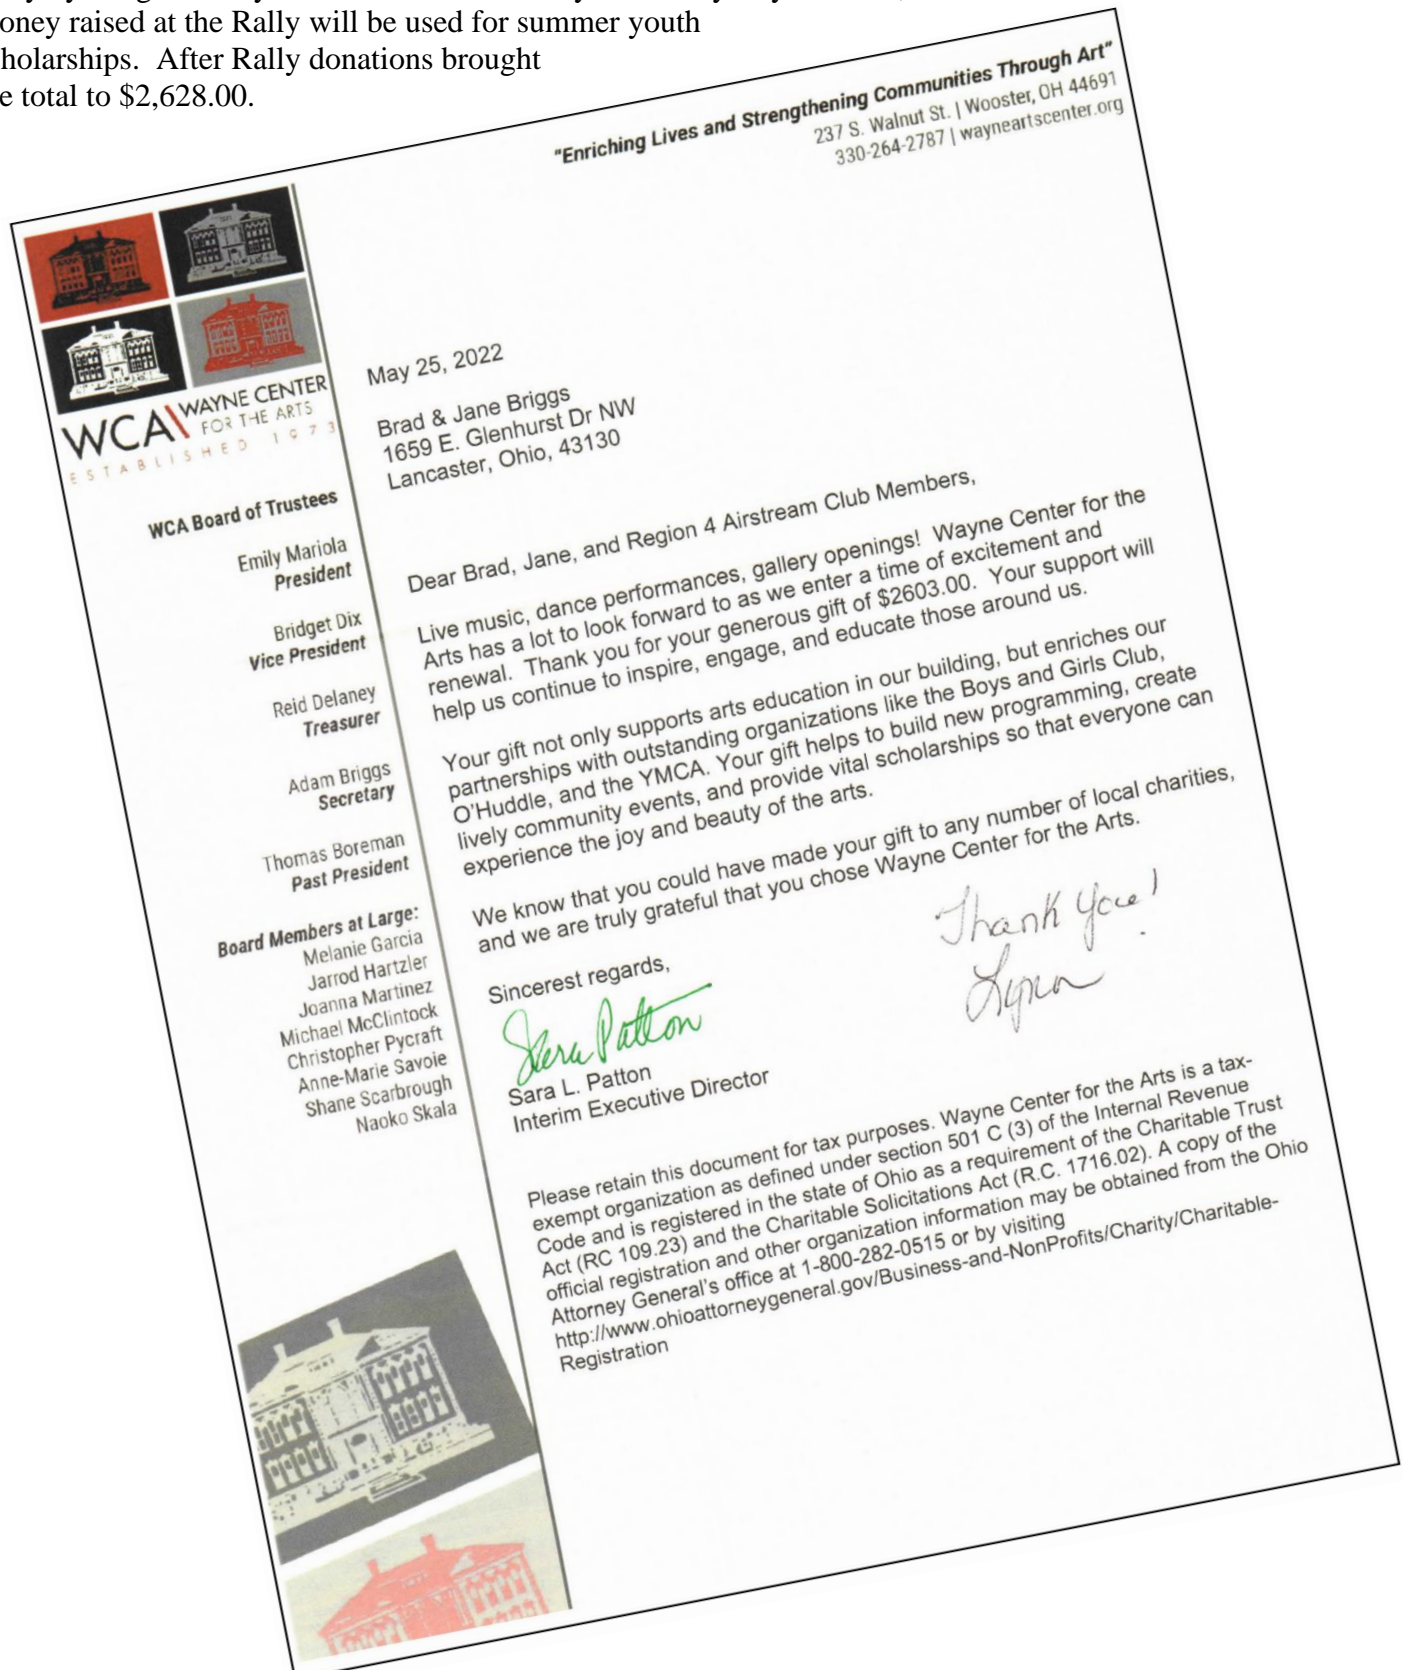 oney raised at the Rally will be used for summer youth
holarships. After Rally donations brought
e total to $2,628.00.
"Enriching Lives and Strengthening Communities Through Art"
237 S. Walnut St. | Wooster, OH 44691
330-264-2787 | wayneartscenter.org
WCA\ WAYNE CENTER
FOR THE ARTS
ESTABLISHED 1973
WCA Board of Trustees
Emily Mariola
President
Bridget Dix
Vice President
Reid Delaney
Treasurer
Adam Briggs
Secretary
Thomas Boreman
Past President
Board Members at Large:
Melanie Garcia
Jarrod Hartzler
Joanna Martinez
Michael McClintock
Christopher Pycraft
Anne-Marie Savoie
Shane Scarbrough
Naoko Skala
May 25, 2022
Brad & Jane Briggs
1659 E. Glenhurst Dr NW
Lancaster, Ohio, 43130
Dear Brad, Jane, and Region 4 Airstream Club Members,
Live music, dance performances, gallery openings! Wayne Center for the
Arts has a lot to look forward to as we enter a time of excitement and
renewal. Thank you for your generous gift of $2603.00. Your support will
help us continue to inspire, engage, and educate those around us.
Your gift not only supports arts education in our building, but enriches our
partnerships with outstanding organizations like the Boys and Girls Club,
O'Huddle, and the YMCA. Your gift helps to build new programming, create
lively community events, and provide vital scholarships so that everyone can
experience the joy and beauty of the arts.
We know that you could have made your gift to any number of local charities,
and we are truly grateful that you chose Wayne Center for the Arts.
Sincerest regards,
Sara Patton
Thank you!
Lynn
Sara L. Patton
Interim Executive Director
Please retain this document for tax purposes. Wayne Center for the Arts is a tax-
exempt organization as defined under section 501 C (3) of the Internal Revenue
Code and is registered in the state of Ohio as a requirement of the Charitable Trust
Act (RC 109.23) and the Charitable Solicitations Act (R.C. 1716.02). A copy of the
official registration and other organization information may be obtained from the Ohio
Attorney General's office at 1-800-282-0515 or by visiting
http://www.ohioattorneygeneral.gov/Business-and-NonProfits/Charity/Charitable-
Registration